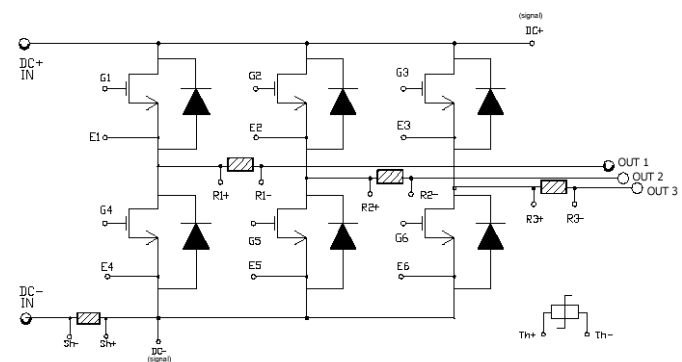 (signal)
DC+
DC+
IN
G1
G2
G3
E1
E2
E3
OUT 1
OUT 2
OUT 3
R1+
R1-
R2+
R2-
R3+
R3-
G4
G5
G6
E4
E5
E6
DC-
IN
Sh-
Sh+
DC-
(signal)
Th+
Th-